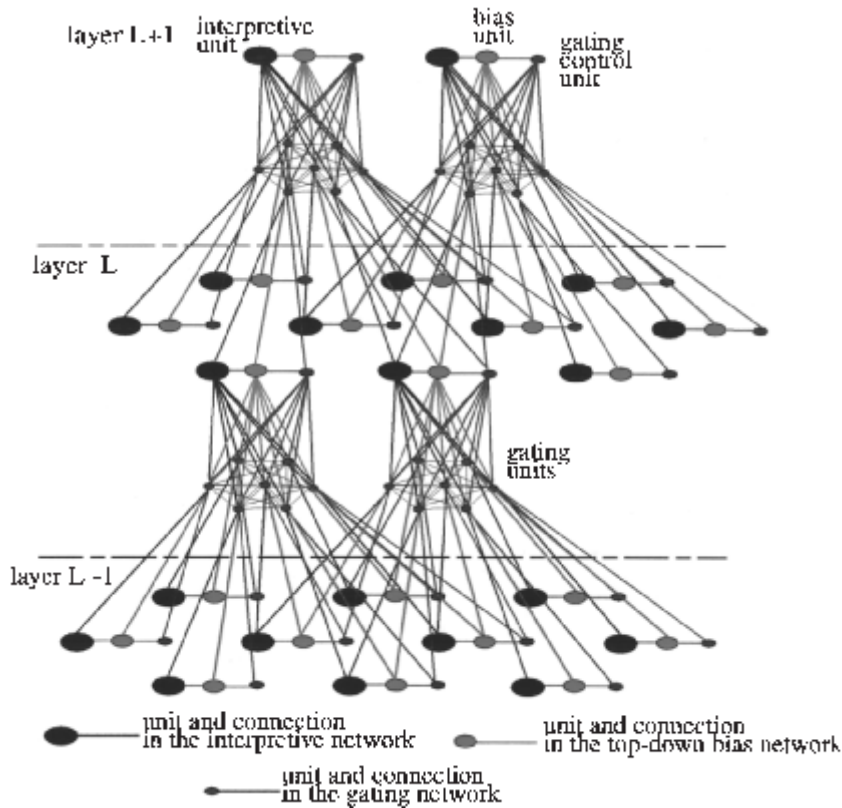 layer L+1
interpretive
unit
bias
unit
gating
control
unit
layer L
gating
units
layer L-1
unit and connection
in the interpretive network
unit and connection
in the top-down bias network
unit and connection
in the gating network